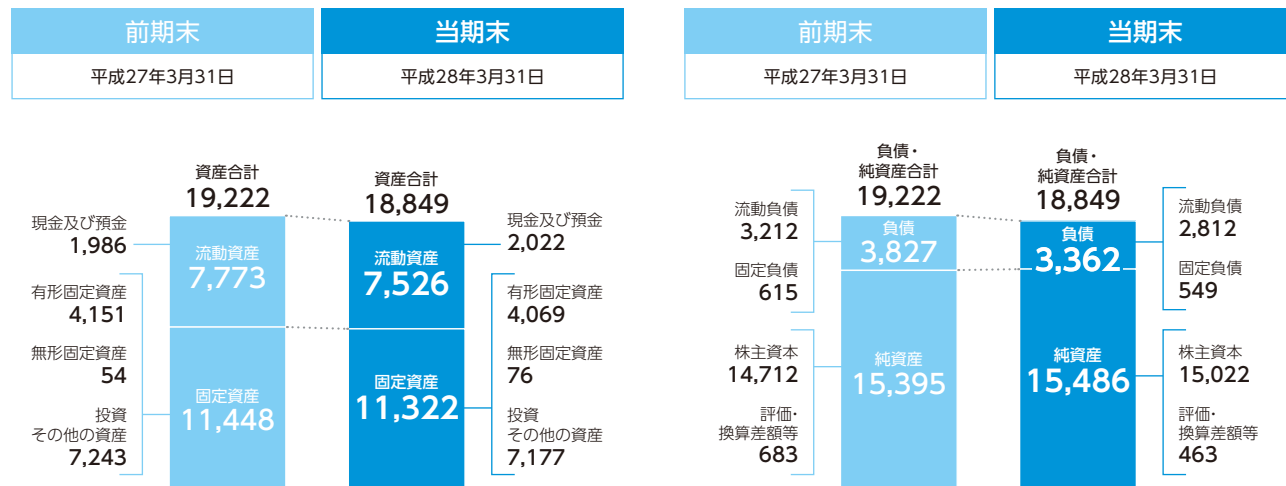 前期末
当期末
平成27年3月31日
平成28年3月31日
資産合計
19,222
現金及び預金
1,986
流動資産
7,773
有形固定資産
4,151
無形固定資産
54
投資
その他の資産
7,243
固定資産
11,448
資産合計
18,849
流動資産
7,526
現金及び預金
2,022
固定資産
11,322
有形固定資産
4,069
無形固定資産
76
投資
その他の資産
7,177
前期末
当期末
平成27年3月31日
平成28年3月31日
負債・
純資産合計
19,222
流動負債
3,212
固定負債
615
負債
3,827
株主資本
14,712
評価・
換算差額等
683
純資産
15,395
負債・
純資産合計
18,849
負債
3,362
流動負債
2,812
固定負債
549
純資産
15,486
株主資本
15,022
評価・
換算差額等
463